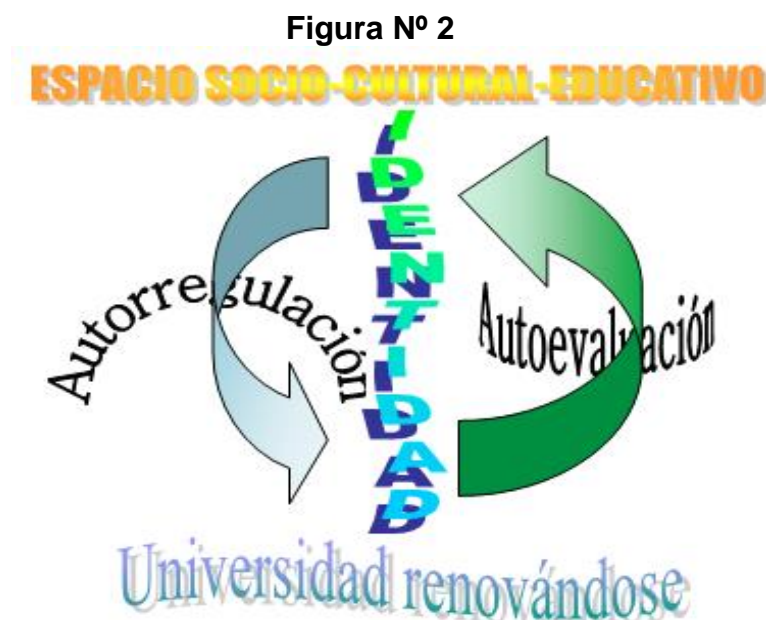 Figura Nº 2
ESPACIO SOCIO-CULTURAL-EDUCATIVO
IDENTIDAD
Autorregulación
Autoevaluación
Universidad renovándose